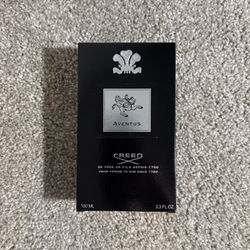 AVENTUS
CREED
DE PÈRE EN FILS DEPUIS 1760
FROM FATHER TO SON SINCE 1760
100 ML
3.3 FL.OZ